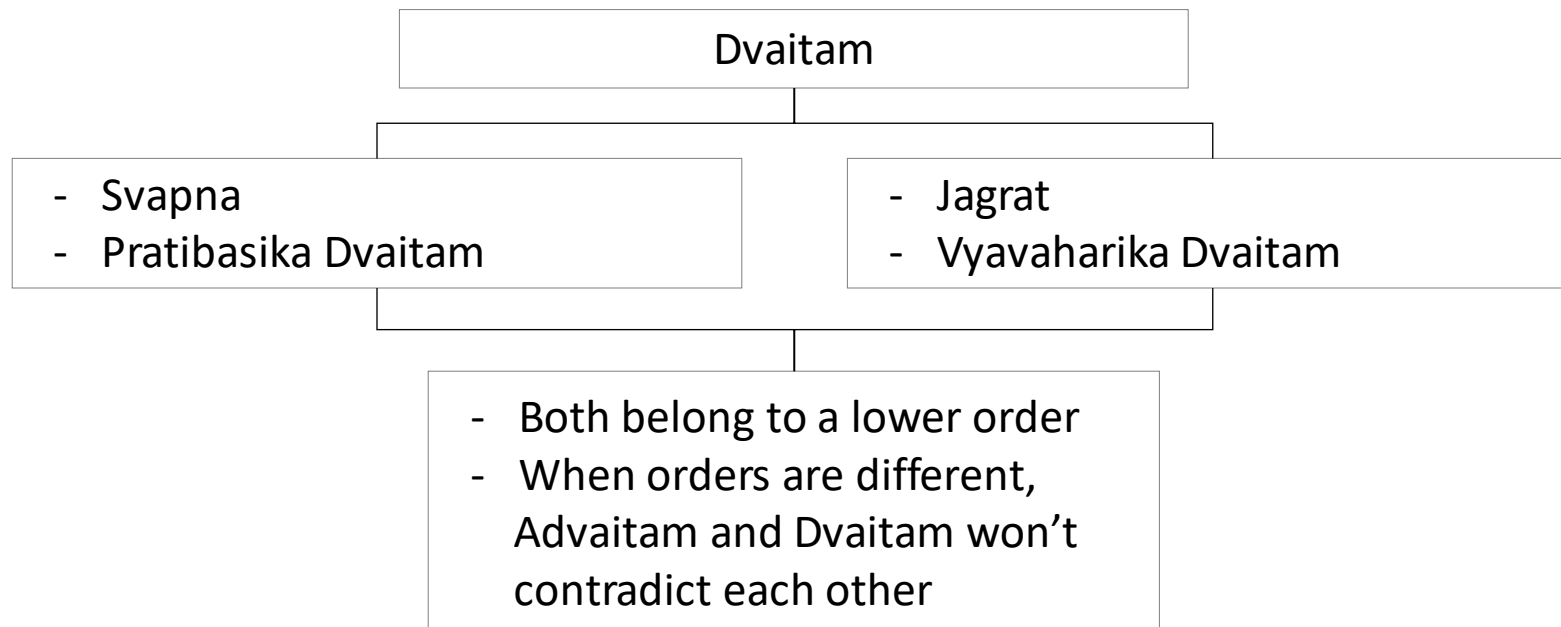 Dvaitam
- Svapna
- Pratibasika Dvaitam
- Jagrat
- Vyavaharika Dvaitam
- Both belong to a lower order
- When orders are different,
Advaitam and Dvaitam won’t
contradict each other